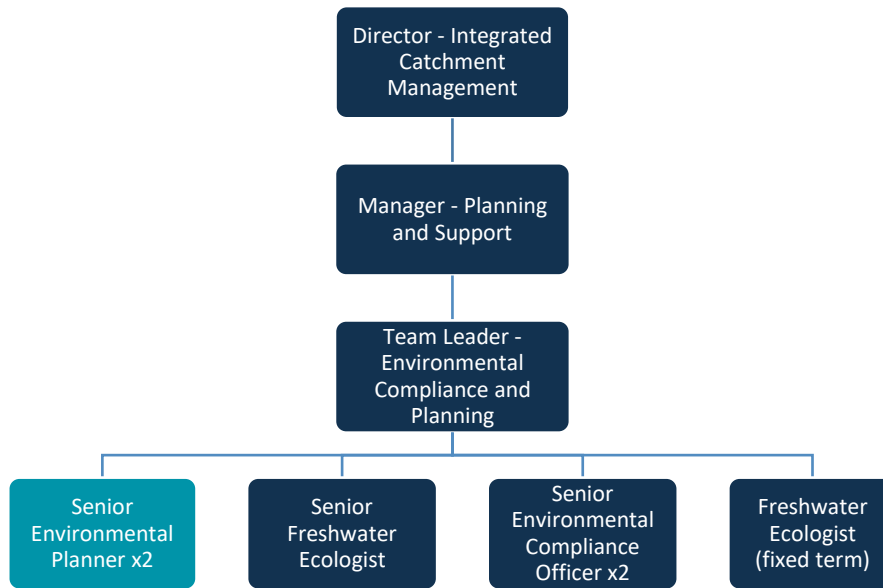 Director - Integrated
Catchment
Management
Manager - Planning
and Support
Team Leader -
Environmental
Compliance and
Planning
Senior
Environmental
Planner x2
Senior
Freshwater
Ecologist
Senior
Environmental
Compliance
Officer x2
Freshwater
Ecologist
(fixed term)